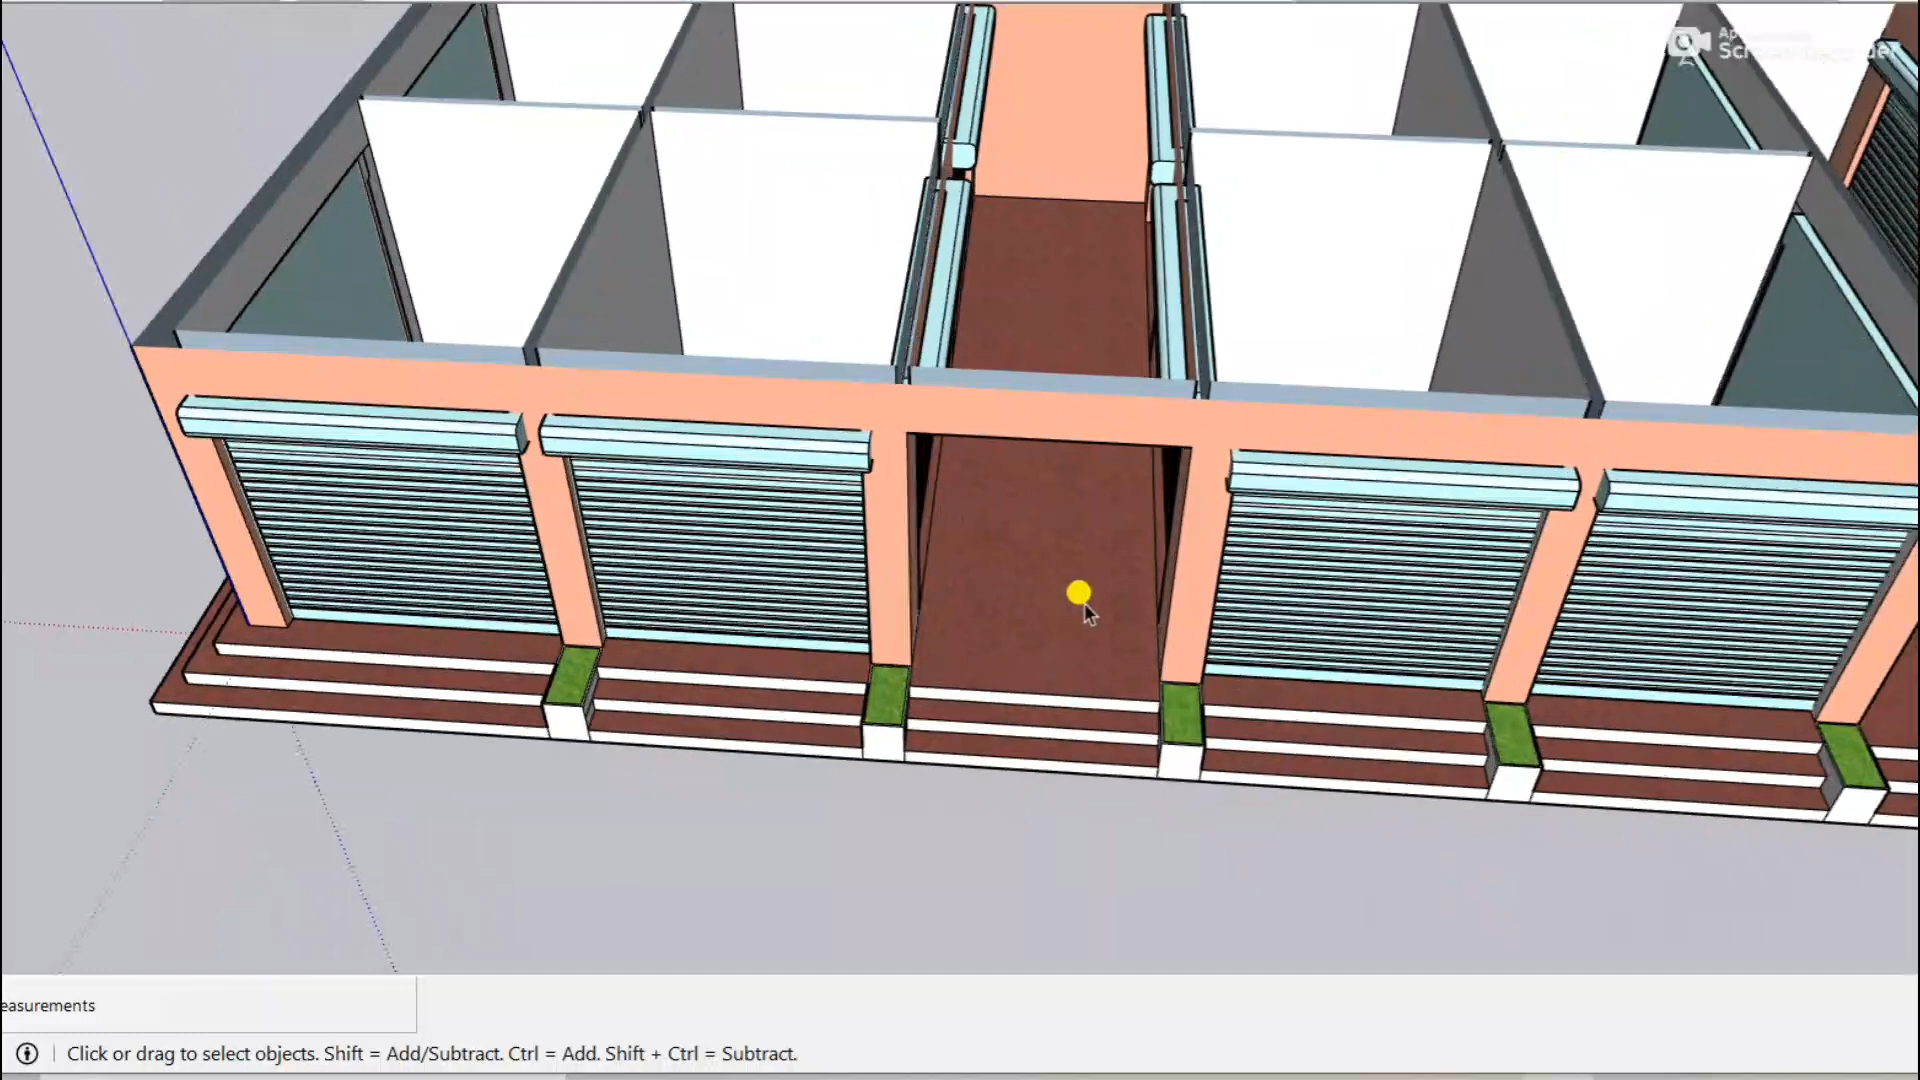 easurements
Click or drag to select objects. Shift = Add/Subtract. Ctrl = Add. Shift + Ctrl = Subtract.